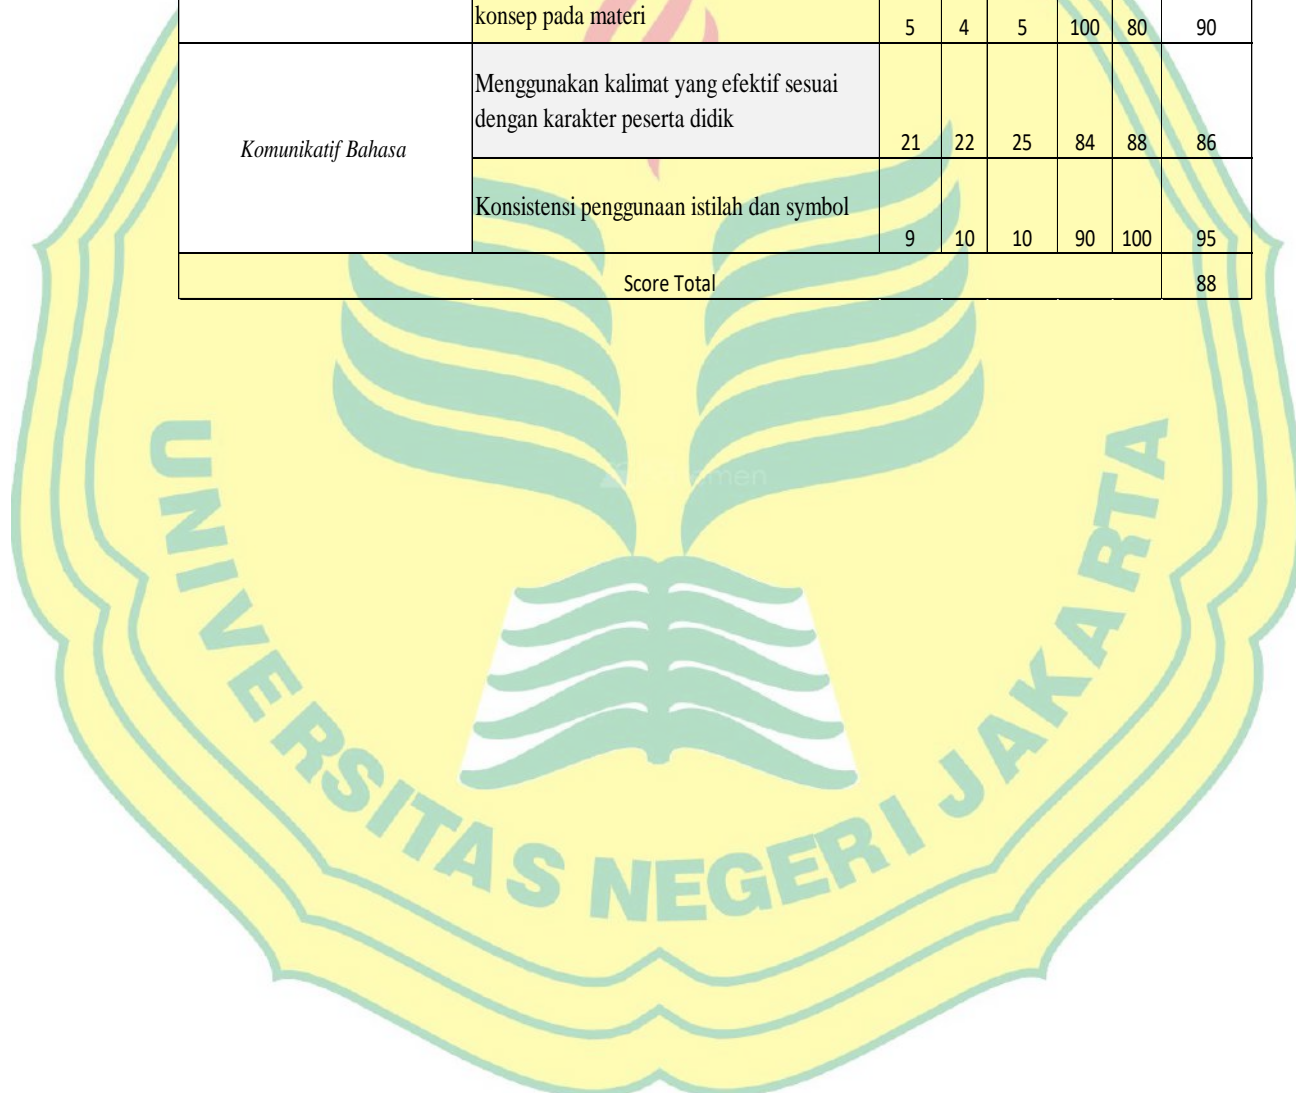 konsep pada materi 5 4 5 100 80 90
Menggunakan kalimat yang efektif sesuai
dengan karakter peserta didik
Komunikatif Bahasa 21 22 25 84 88 86
Konsistensi penggunaan istilah dan symbol
9 10 10 90 100 95
Score Total 88
UNIVERSITAS NEGERI JAKARTA